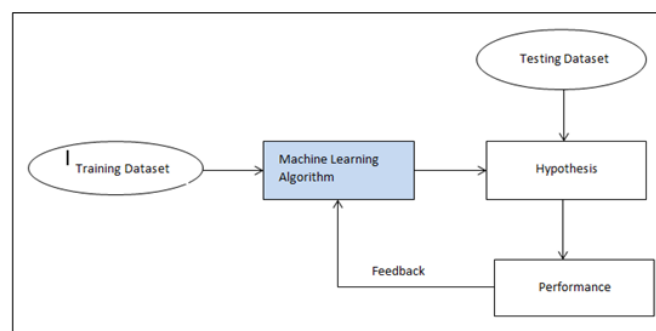 Testing Dataset
Training Dataset
Machine Learning
Algorithm
Hypothesis
Feedback
Performance